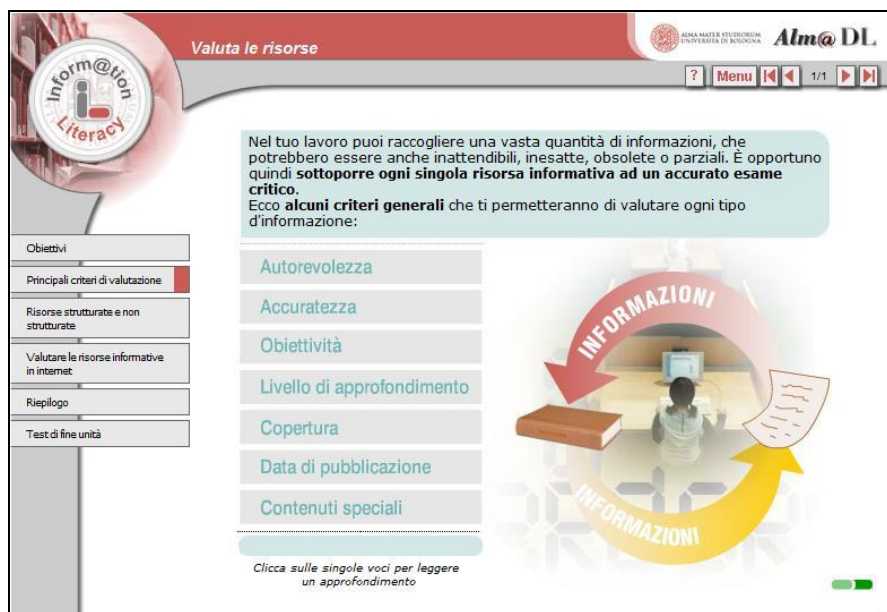 Valuta le risorse
ALMA MATER STUDIORUM
UNIVERSITÀ DI BOLOGNA
Alm@ DL
? Menu 1/1
Inform@tion
Literacy
Nel tuo lavoro puoi raccogliere una vasta quantità di informazioni, che
potrebbero essere anche inattendibili, inesatte, obsolete o parziali. È opportuno
quindi sottoporre ogni singola risorsa informativa ad un accurato esame
critico.
Ecco alcuni criteri generali che ti permetteranno di valutare ogni tipo
d'informazione:
Obiettivi
Principali criteri di valutazione
Risorse strutturate e non
strutturate
Valutare le risorse informative
in internet
Riepilogo
Test di fine unità
Autorevolezza
Accuratezza
Obiettività
Livello di approfondimento
Copertura
Data di pubblicazione
Contenuti speciali
Clicca sulle singole voci per leggere
un approfondimento
INFORMAZIONI
INFORMAZIONI